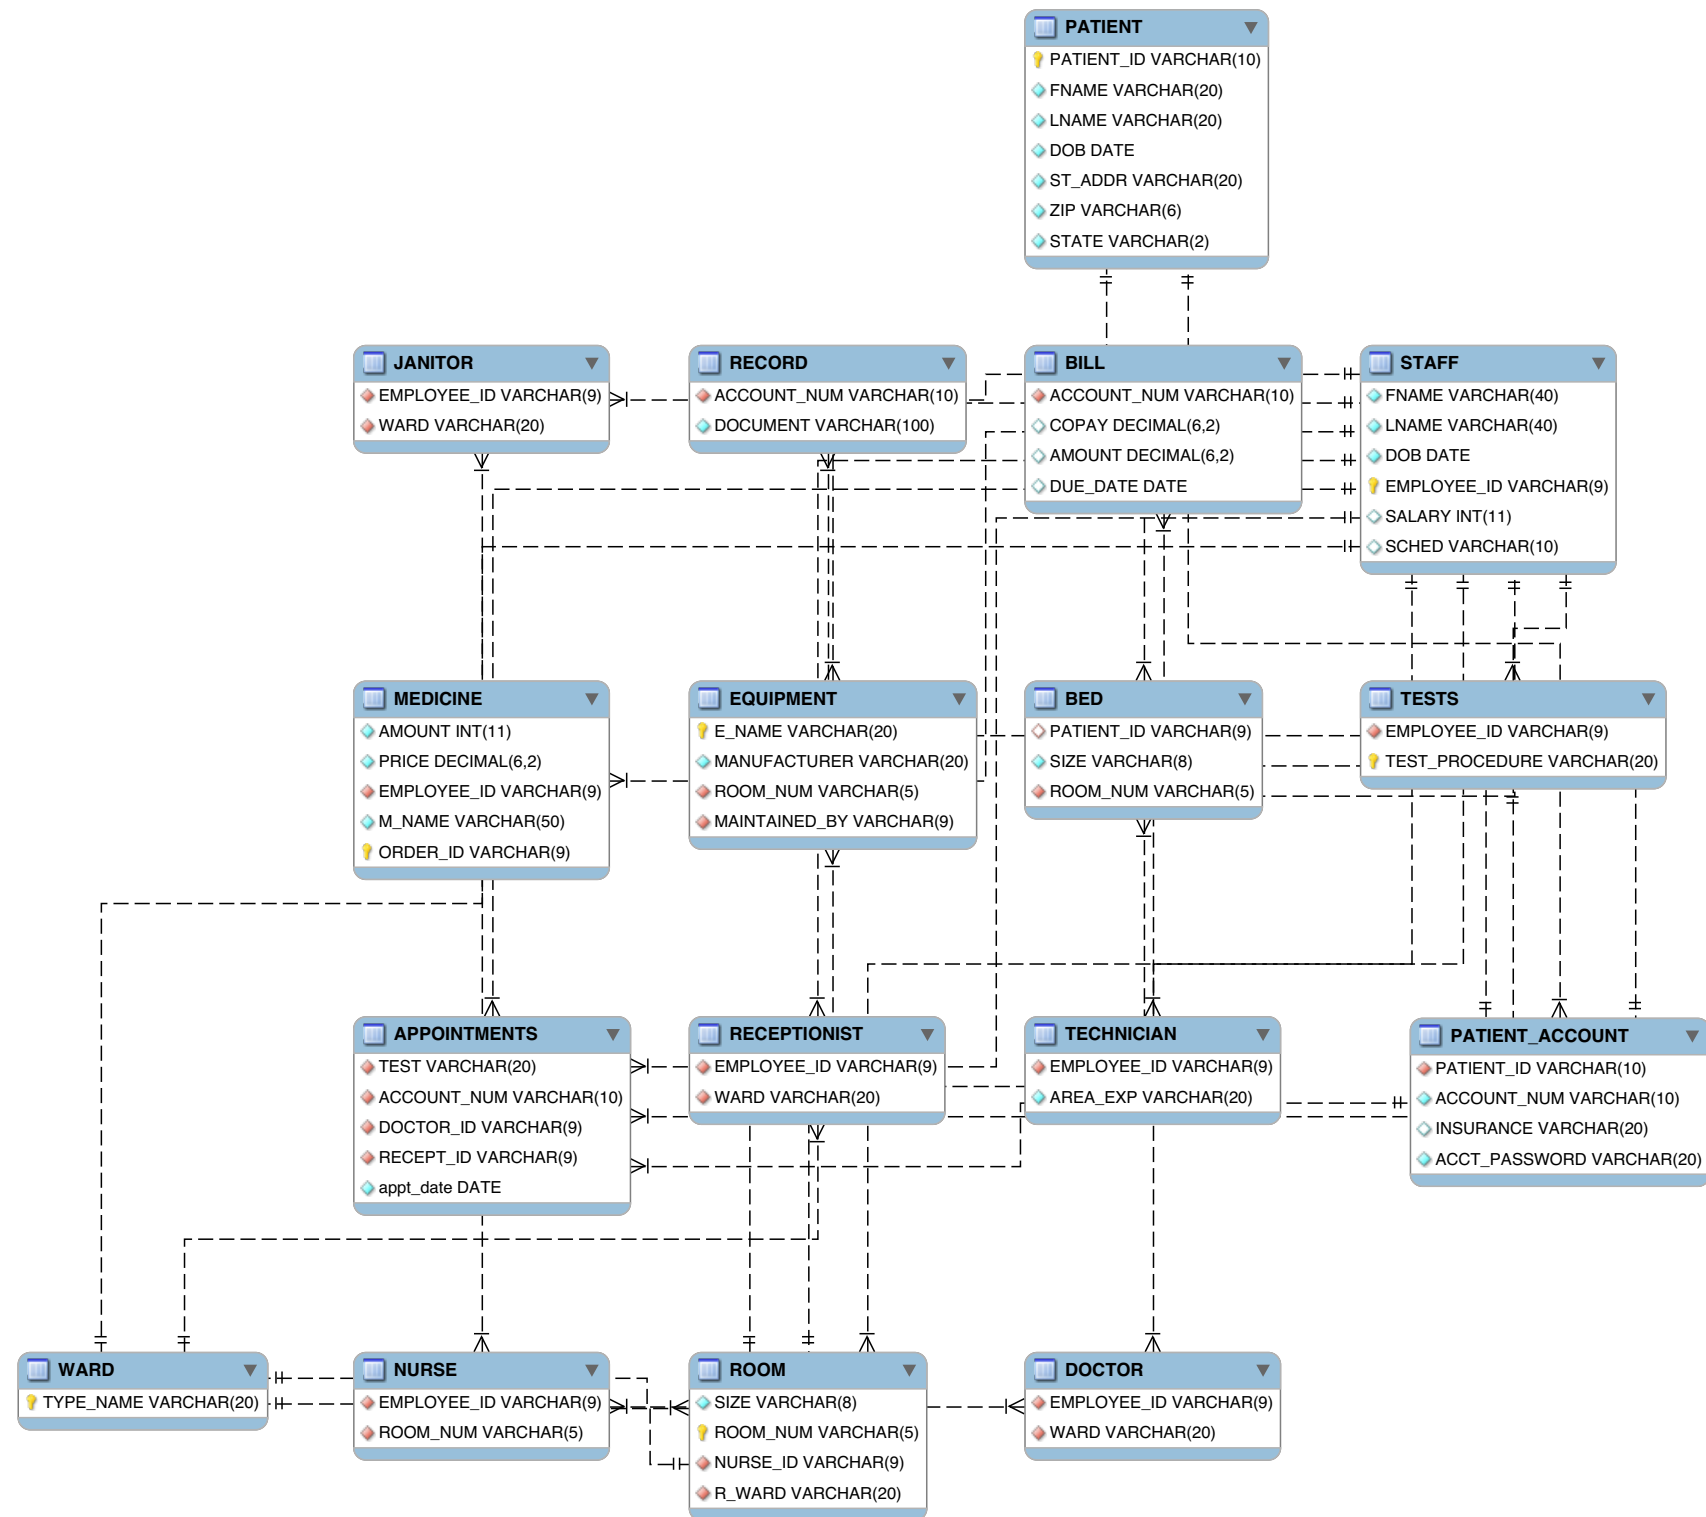 PATIENT
PATIENT_ID VARCHAR(10)
FNAME VARCHAR(20)
LNAME VARCHAR(20)
DOB DATE
ST_ADDR VARCHAR(20)
ZIP VARCHAR(6)
STATE VARCHAR(2)
JANITOR
EMPLOYEE_ID VARCHAR(9)
WARD VARCHAR(20)
RECORD
ACCOUNT_NUM VARCHAR(10)
DOCUMENT VARCHAR(100)
BILL
ACCOUNT_NUM VARCHAR(10)
COPAY DECIMAL(6,2)
AMOUNT DECIMAL(6,2)
DUE_DATE DATE
STAFF
FNAME VARCHAR(40)
LNAME VARCHAR(40)
DOB DATE
EMPLOYEE_ID VARCHAR(9)
SALARY INT(11)
SCHED VARCHAR(10)
MEDICINE
AMOUNT INT(11)
PRICE DECIMAL(6,2)
EMPLOYEE_ID VARCHAR(9)
M_NAME VARCHAR(50)
ORDER_ID VARCHAR(9)
EQUIPMENT
E_NAME VARCHAR(20)
MANUFACTURER VARCHAR(20)
ROOM_NUM VARCHAR(5)
MAINTAINED_BY VARCHAR(9)
BED
PATIENT_ID VARCHAR(9)
SIZE VARCHAR(8)
ROOM_NUM VARCHAR(5)
TESTS
EMPLOYEE_ID VARCHAR(9)
TEST_PROCEDURE VARCHAR(20)
APPOINTMENTS
TEST VARCHAR(20)
ACCOUNT_NUM VARCHAR(10)
DOCTOR_ID VARCHAR(9)
RECEPT_ID VARCHAR(9)
appt_date DATE
RECEPTIONIST
EMPLOYEE_ID VARCHAR(9)
WARD VARCHAR(20)
TECHNICIAN
EMPLOYEE_ID VARCHAR(9)
AREA_EXP VARCHAR(20)
PATIENT_ACCOUNT
PATIENT_ID VARCHAR(10)
ACCOUNT_NUM VARCHAR(10)
INSURANCE VARCHAR(20)
ACCT_PASSWORD VARCHAR(20)
WARD
TYPE_NAME VARCHAR(20)
NURSE
EMPLOYEE_ID VARCHAR(9)
ROOM_NUM VARCHAR(5)
ROOM
SIZE VARCHAR(8)
ROOM_NUM VARCHAR(5)
NURSE_ID VARCHAR(9)
R_WARD VARCHAR(20)
DOCTOR
EMPLOYEE_ID VARCHAR(9)
WARD VARCHAR(20)